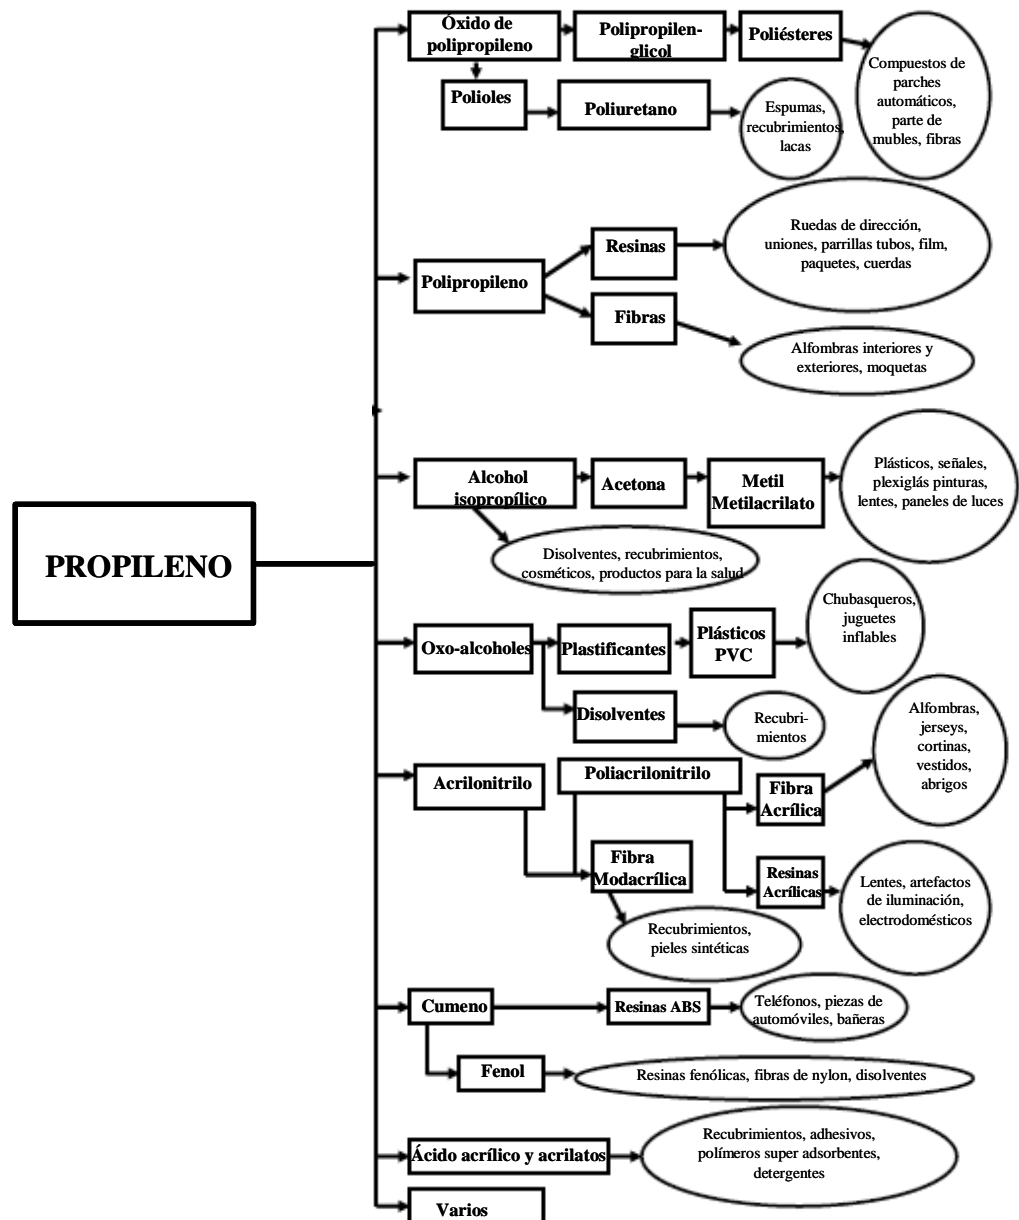 Óxido de
polipropileno
Polipropilen-
glicol
Poliésteres
Compuestos de
parches
automáticos,
parte de
mubles, fibras
Polioles
Poliuretano
Espumas,
recubrimientos,
lacas
Polipropileno
Resinas
Ruedas de dirección,
uniones, parrillas tubos, film,
paquetes, cuerdas
Fibras
Alfombras interiores y
exteriores, moquetas
PROPILENO
Alcohol
isopropílico
Acetona
Metil
Metilacrilato
Plásticos, señales,
plexiglás pinturas,
lentes, paneles de luces
Disolventes, recubrimientos,
cosméticos, productos para la salud
Oxo-alcoholes
Plastificantes
Plásticos
PVC
Chubasqueros,
juguetes
inflables
Disolventes
Recubri-
mientos
Acrilonitrilo
Poliacrilonitrilo
Fibra
Acrílica
Alfombras,
jerseys,
cortinas,
vestidos,
abrigos
Fibra
Modacrílica
Resinas
Acrílicas
Lentes, artefactos
de iluminación,
electrodomésticos
Recubrimientos,
pieles sintéticas
Cumeno
Resinas ABS
Teléfonos, piezas de
automóviles, bañeras
Fenol
Resinas fenólicas, fibras de nylon, disolventes
Ácido acrílico y acrilatos
Recubrimientos, adhesivos,
polímeros super adsorbentes,
detergentes
Varios